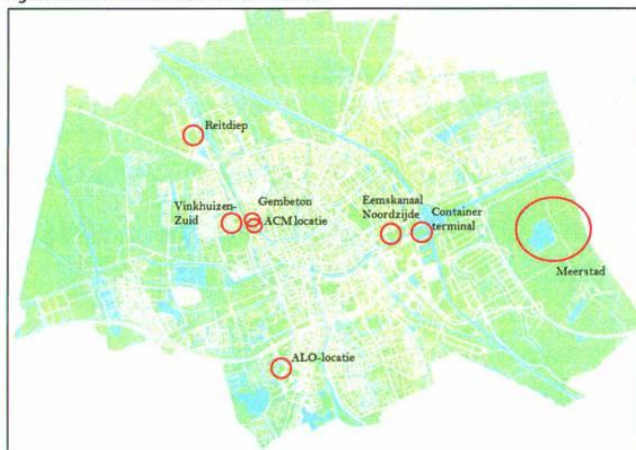 Reitdiep
Vinkhuizen-
Zuid
Gembeton
ACM locatie
Eemskanaal
Noordzijde
Container
terminal
Meerstad
ALO-locatie